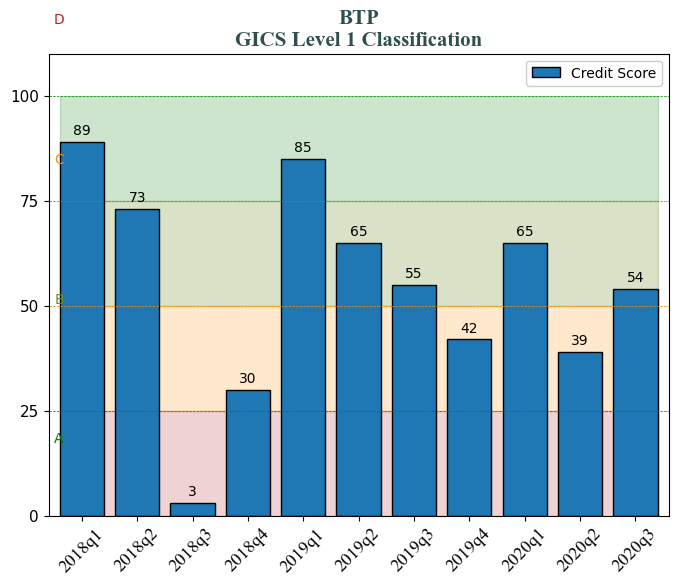 D
BTP
GICS Level 1 Classification
Credit Score
100
89
85
C
75
73
65
65
55
54
B
50
42
39
30
25
A
3
0
2018q1
2018q2
2018q3
2018q4
2019q1
2019q2
2019q3
2019q4
2020q1
2020q2
2020q3